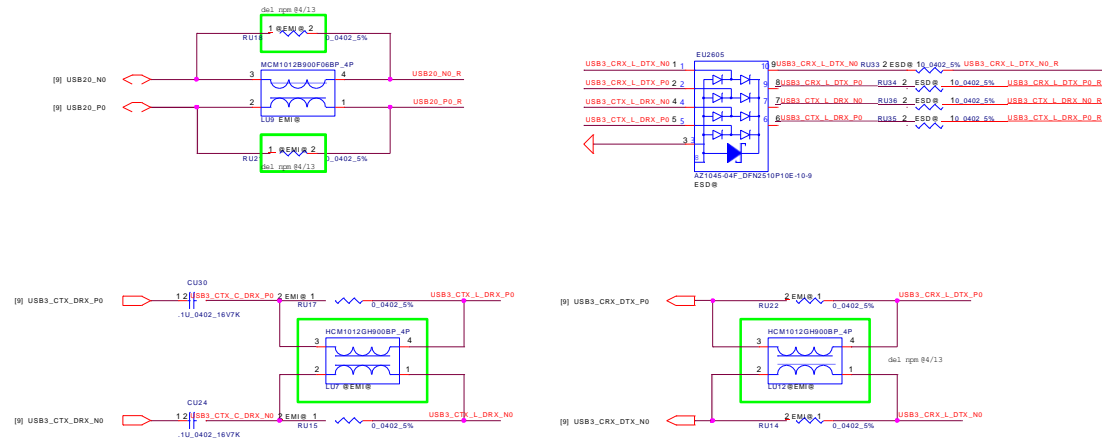 del npm @4/13
1 @EMI@ 2
RU18 0_0402_5%
MCM1012B900F06BP_4P
[9] USB20_N0 3 4 USB20_N0_R
[9] USB20_P0 2 1 USB20_P0_R
LU9 EMI@
1 @EMI@ 2
RU21 0_0402_5%
del npm @4/13
EU2605
USB3_CRX_L_DTX_N0 1 1 10 9 USB3_CRX_L_DTX_N0 RU33 2 ESD@ 1 0_0402_5% USB3_CRX_L_DTX_N0_R
USB3_CRX_L_DTX_P0 2 2 9 8 USB3_CRX_L_DTX_P0 RU34 2 ESD@ 1 0_0402_5% USB3_CRX_L_DTX_P0_R
USB3_CTX_L_DRX_N0 4 4 7 7 USB3_CTX_L_DRX_N0 RU36 2 ESD@ 1 0_0402_5% USB3_CTX_L_DRX_N0_R
USB3_CTX_L_DRX_P0 5 5 6 6 USB3_CTX_L_DRX_P0 RU35 2 ESD@ 1 0_0402_5% USB3_CTX_L_DRX_P0_R
3 3
8
AZ1045-04F_DFN2510P10E-10-9
ESD@
CU30
[9] USB3_CTX_DRX_P0 1 2 USB3_CTX_C_DRX_P0 2 EMI@ 1 USB3_CTX_L_DRX_P0
.1U_0402_16V7K RU17 0_0402_5%
HCM1012GH900BP_4P
3 4
2 1
LU7 @EMI@
CU24
[9] USB3_CTX_DRX_N0 1 2 USB3_CTX_C_DRX_N0 2 EMI@ 1 USB3_CTX_L_DRX_N0
.1U_0402_16V7K RU15 0_0402_5%
[9] USB3_CRX_DTX_P0 2 EMI@ 1 USB3_CRX_L_DTX_P0
RU22 0_0402_5%
HCM1012GH900BP_4P
3 4
del npm @4/13
2 1
LU12 @EMI@
[9] USB3_CRX_DTX_N0 2 EMI@ 1 USB3_CRX_L_DTX_N0
RU14 0_0402_5%